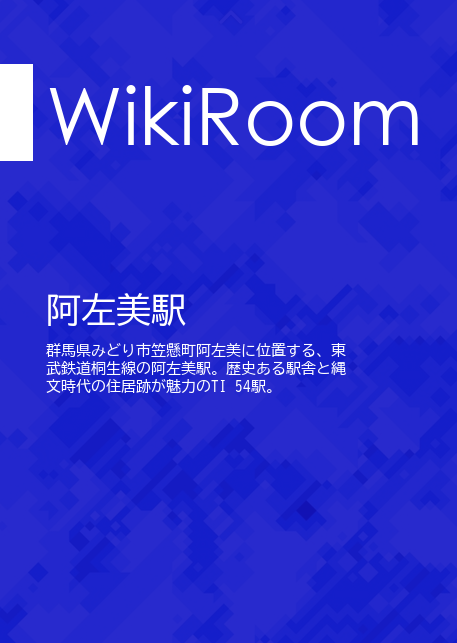 WikiRoom
阿左美駅
群馬県みどり市笠懸町阿左美に位置する、東
武鉄道桐生線の阿左美駅。歴史ある駅舎と縄
文時代の住居跡が魅力のTI 54駅。